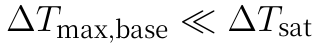 ΔT_max,base ≪ ΔT_sat